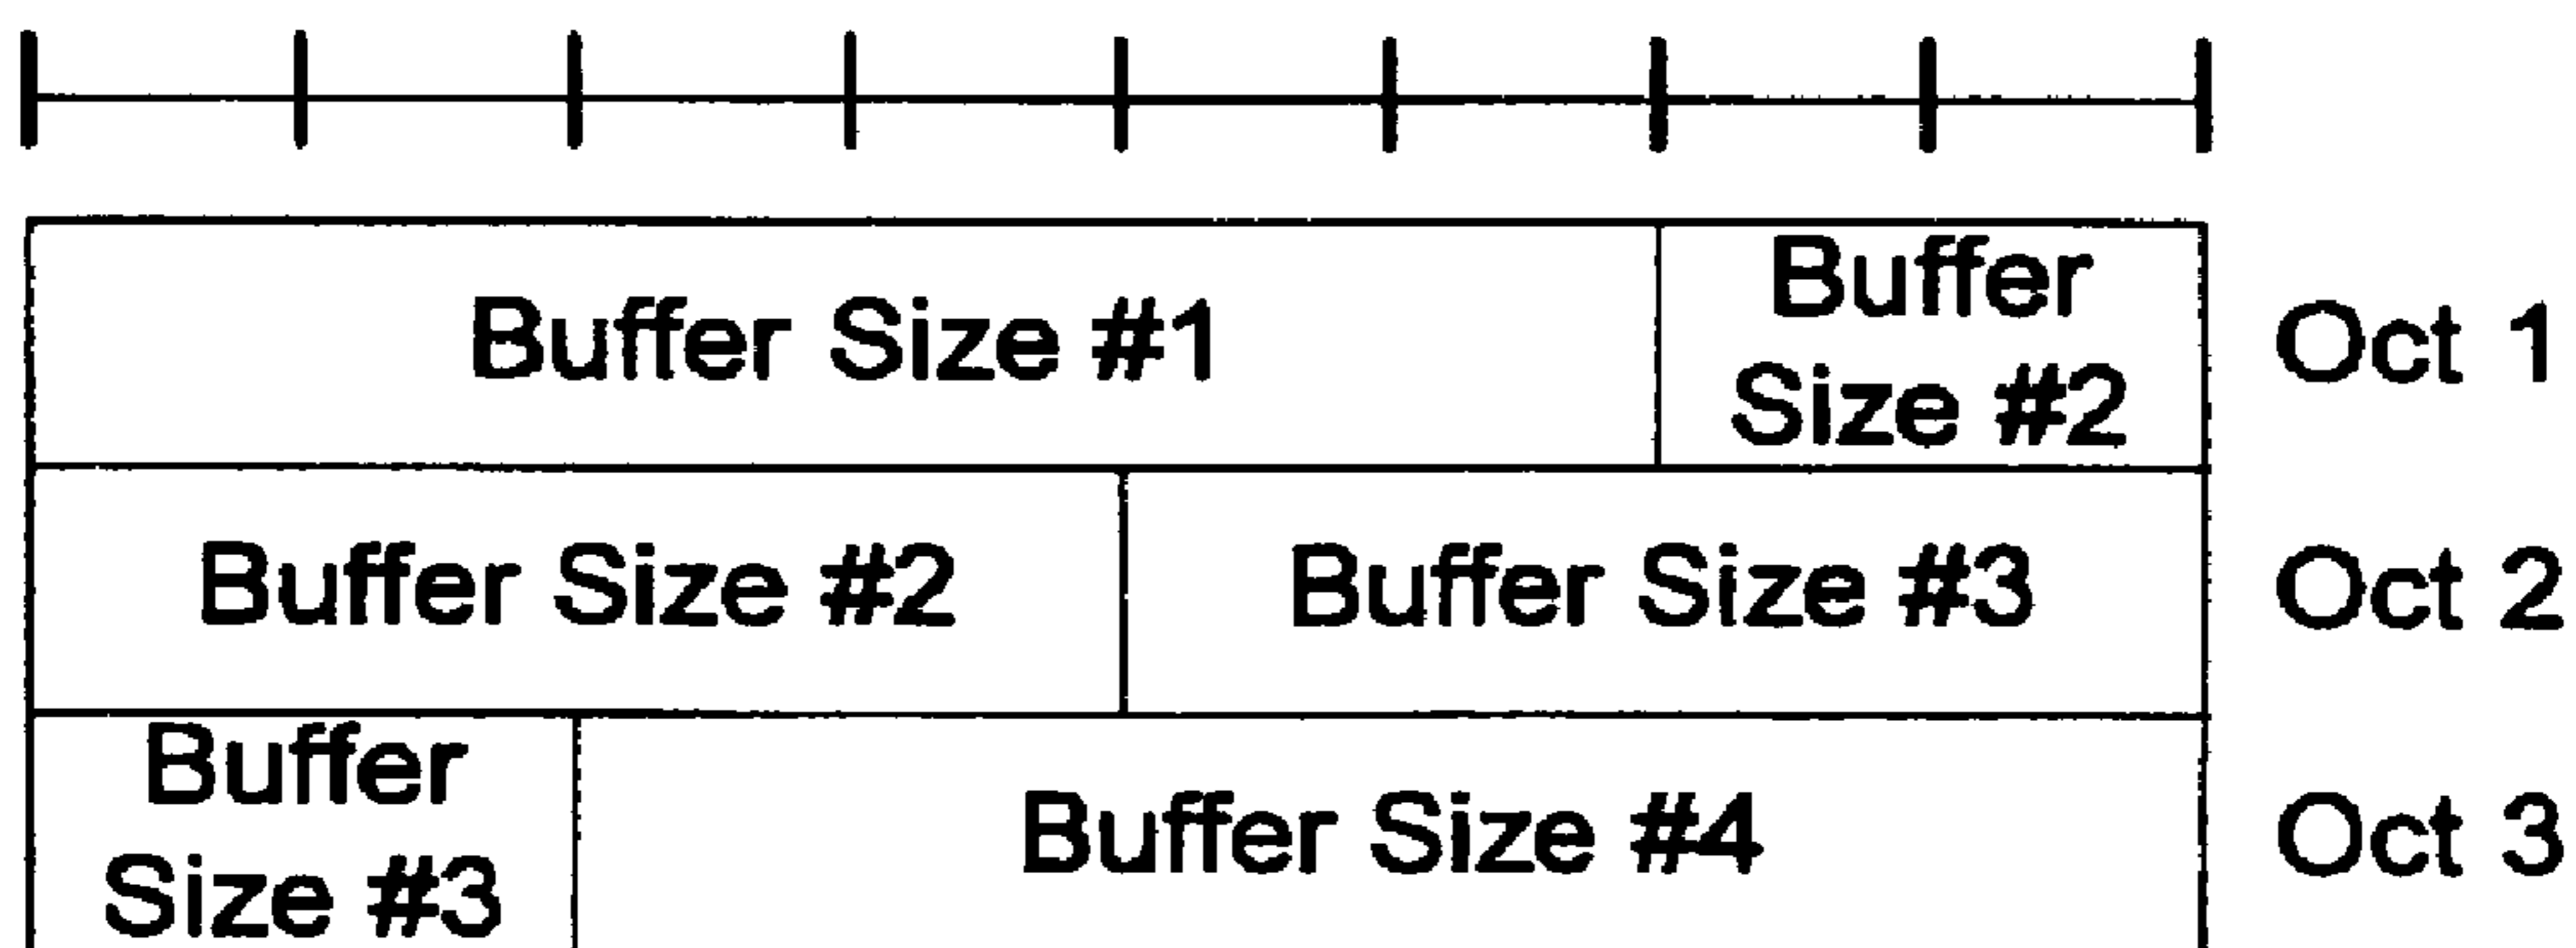 Buffer Size #1
Buffer
Size #2
Oct 1
Buffer Size #2
Buffer Size #3
Oct 2
Buffer
Size #3
Buffer Size #4
Oct 3